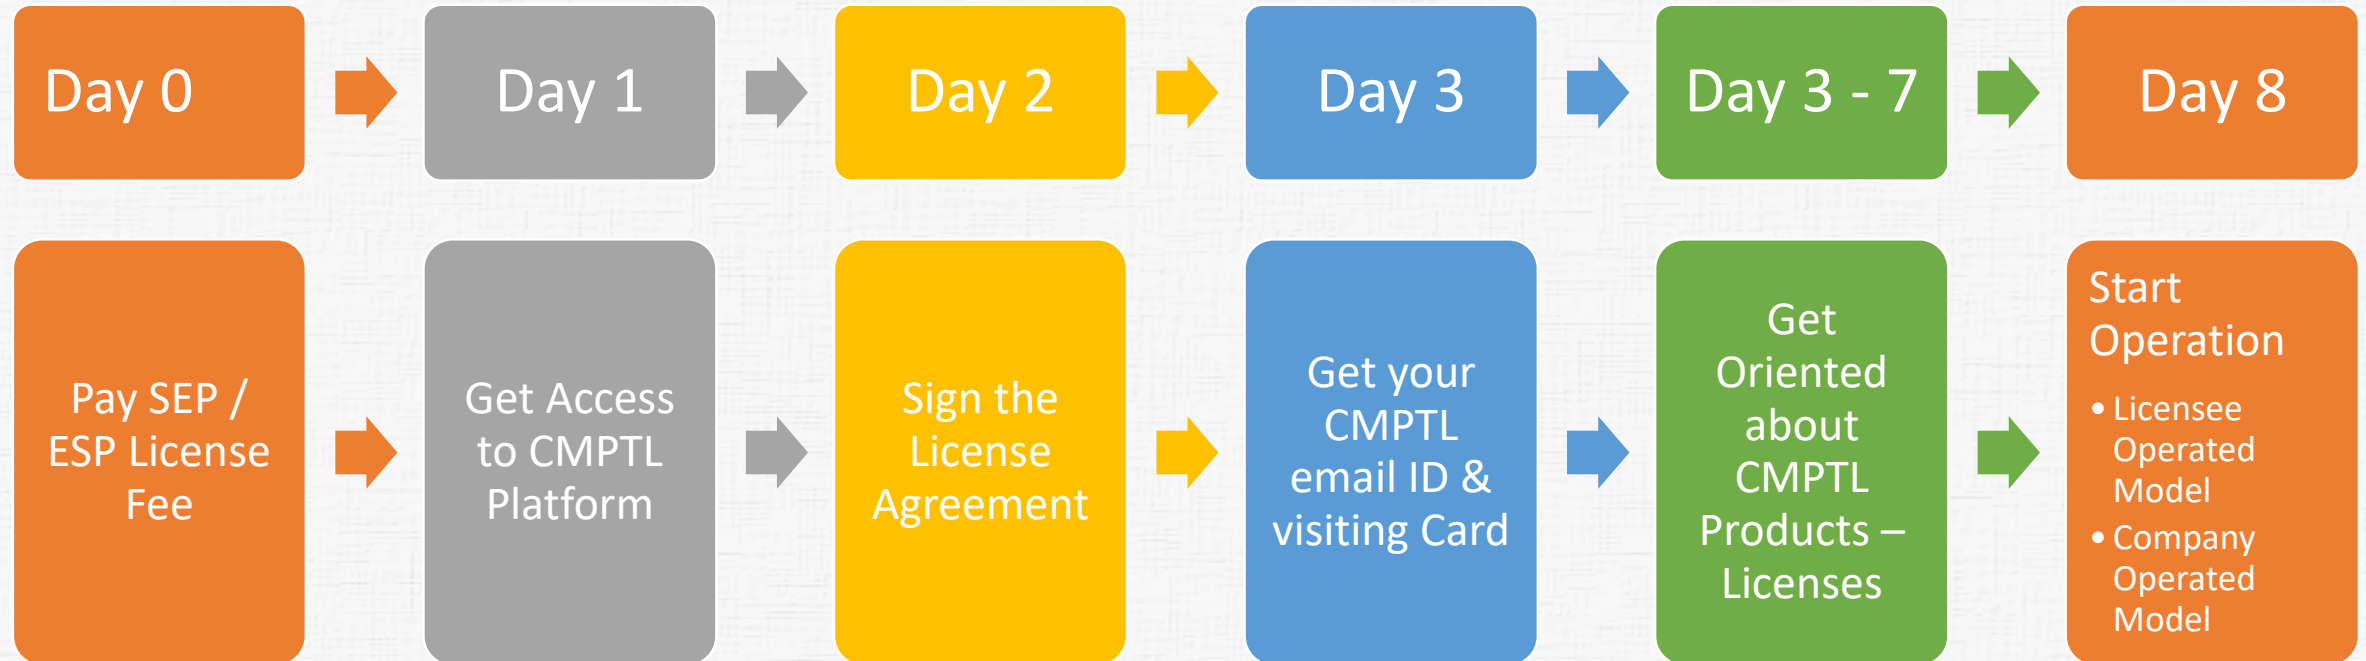 Day 0
Day 1
Day 2
Day 3
Day 3 - 7
Day 8
Pay SEP /
ESP License
Fee
Get Access
to CMPTL
Platform
Sign the
License
Agreement
Get your
CMPTL
email ID &
visiting Card
Get
Oriented
about
CMPTL
Products –
Licenses
Start
Operation
• Licensee
Operated
Model
• Company
Operated
Model